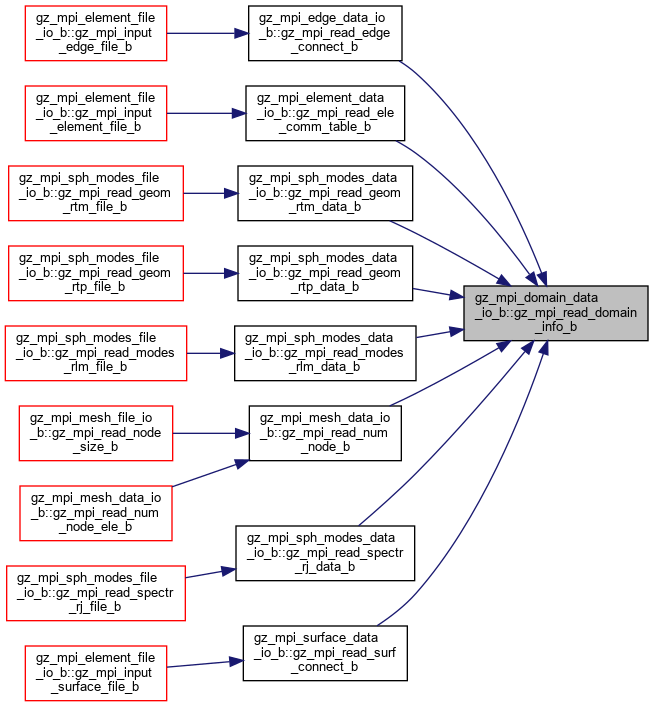 gz_mpi_element_file
_io_b::gz_mpi_input
_edge_file_b
gz_mpi_edge_data_io
_b::gz_mpi_read_edge
_connect_b
gz_mpi_element_file
_io_b::gz_mpi_input
_element_file_b
gz_mpi_element_data
_io_b::gz_mpi_read_ele
_comm_table_b
gz_mpi_sph_modes_file
_io_b::gz_mpi_read_geom
_rtm_file_b
gz_mpi_sph_modes_data
_io_b::gz_mpi_read_geom
_rtm_data_b
gz_mpi_sph_modes_file
_io_b::gz_mpi_read_geom
_rtp_file_b
gz_mpi_sph_modes_data
_io_b::gz_mpi_read_geom
_rtp_data_b
gz_mpi_domain_data
_io_b::gz_mpi_read_domain
_info_b
gz_mpi_sph_modes_file
_io_b::gz_mpi_read_modes
_rlm_file_b
gz_mpi_sph_modes_data
_io_b::gz_mpi_read_modes
_rlm_data_b
gz_mpi_mesh_file_io
_b::gz_mpi_read_node
_size_b
gz_mpi_mesh_data_io
_b::gz_mpi_read_num
_node_b
gz_mpi_mesh_data_io
_b::gz_mpi_read_num
_node_ele_b
gz_mpi_sph_modes_data
_io_b::gz_mpi_read_spectr
_rj_data_b
gz_mpi_sph_modes_file
_io_b::gz_mpi_read_spectr
_rj_file_b
gz_mpi_surface_data
_io_b::gz_mpi_read_surf
_connect_b
gz_mpi_element_file
_io_b::gz_mpi_input
_surface_file_b